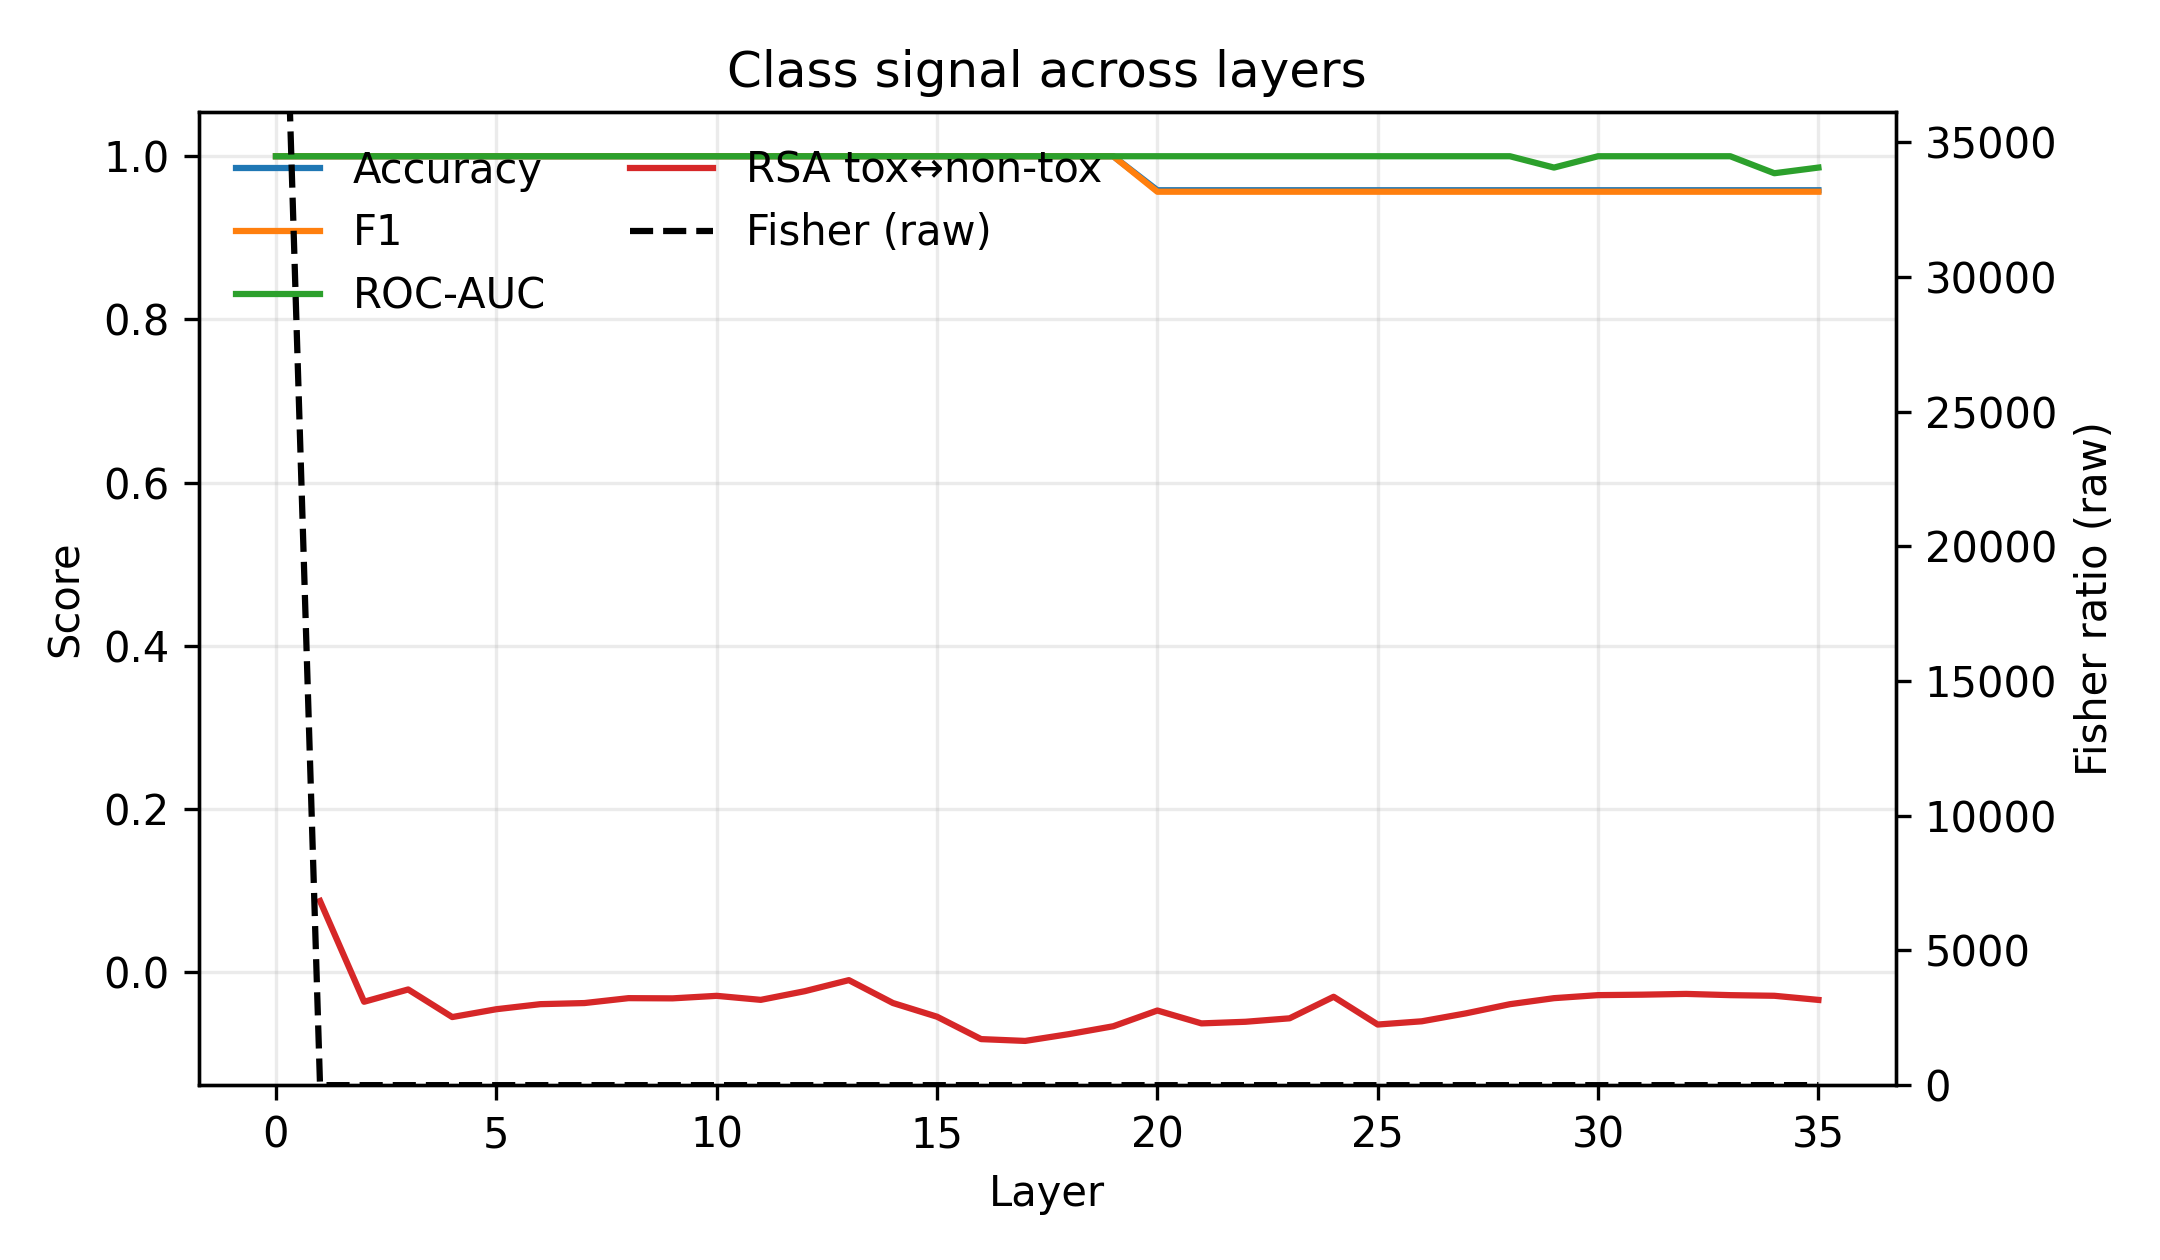 Class signal across layers
Accuracy
F1
ROC-AUC
RSA tox↔non-tox
Fisher (raw)
Score
1.0
0.8
0.6
0.4
0.2
0.0
35000
30000
25000
20000
15000
10000
5000
0
Fisher ratio (raw)
0 5 10 15 20 25 30 35
Layer